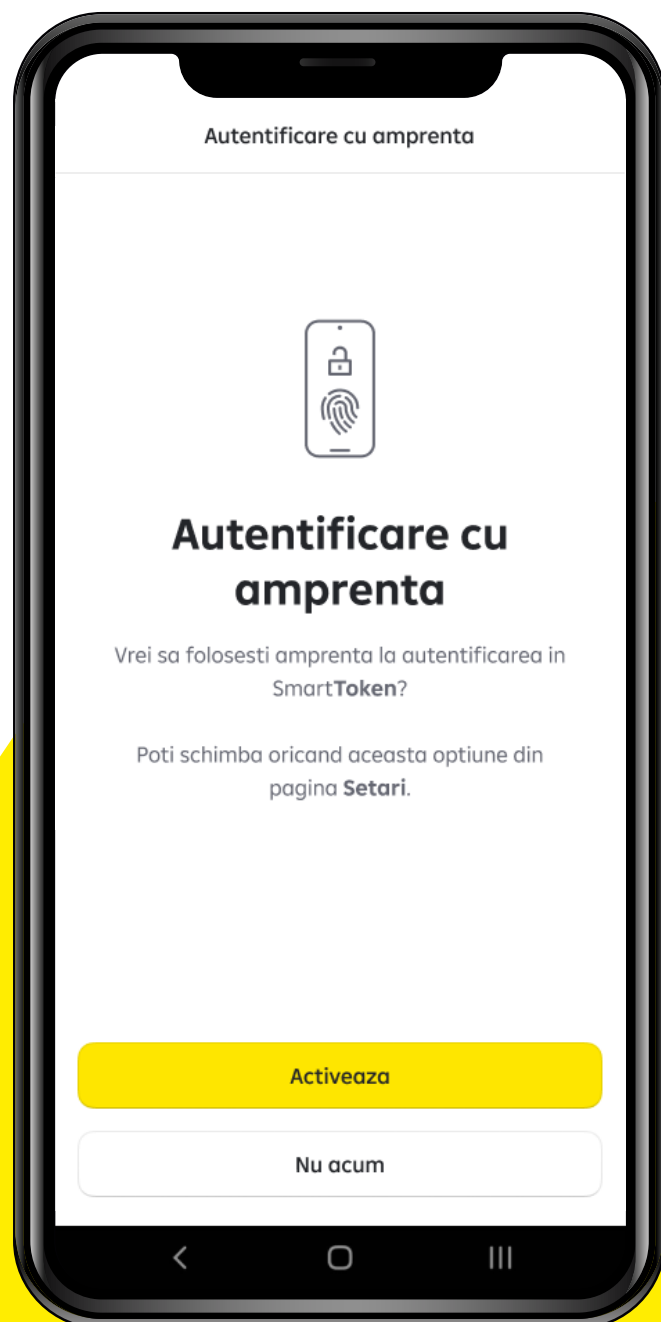 Autentificare cu amprenta
Autentificare cu
amprenta
Vrei sa folosesti amprenta la autentificarea in
SmartToken?
Poti schimba oricand aceasta optiune din
pagina Setari.
Activeaza
Nu acum